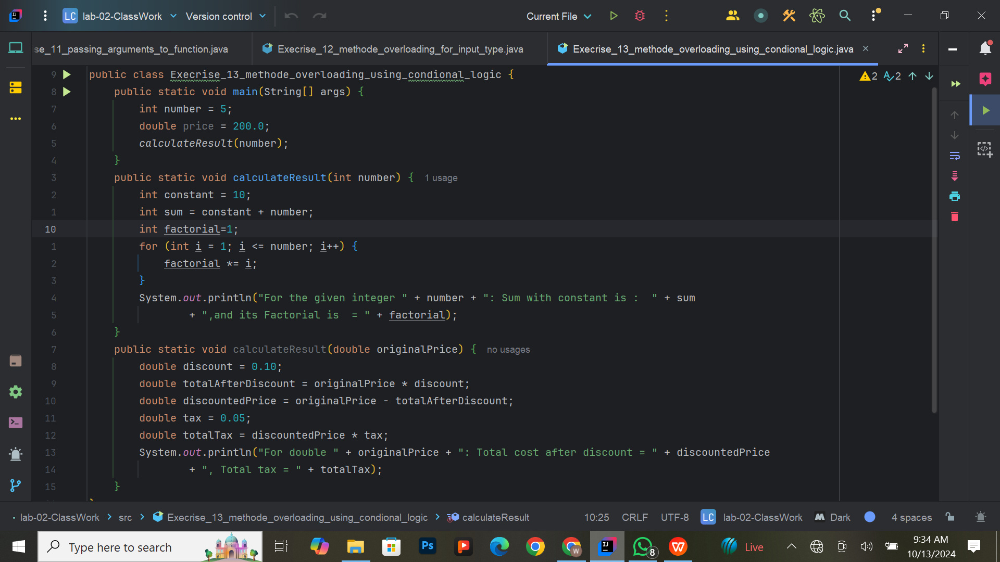 LC lab-02-ClassWork Version control Current File
se_11_passing_arguments_to_function.java Execrise_12_methode_overloading_for_input_type.java Execrise_13_methode_overloading_using_condional_logic.java
2 2
9 public class Execrise_13_methode_overloading_using_condional_logic {
8 public static void main(String[] args) {
7 int number = 5;
6 double price = 200.0;
5 calculateResult(number);
4 }
3 public static void calculateResult(int number) { 1 usage
2 int constant = 10;
1 int sum = constant + number;
10 int factorial=1;
1 for (int i = 1; i <= number; i++) {
2 factorial *= i;
3 }
4 System.out.println("For the given integer " + number + ": Sum with constant is :  " + sum
5 + ",and its Factorial is  = " + factorial);
6 }
7 public static void calculateResult(double originalPrice) { no usages
8 double discount = 0.10;
9 double totalAfterDiscount = originalPrice * discount;
10 double discountedPrice = originalPrice - totalAfterDiscount;
11 double tax = 0.05;
12 double totalTax = discountedPrice * tax;
13 System.out.println("For double " + originalPrice + ": Total cost after discount = " + discountedPrice
14 + ", Total tax = " + totalTax);
15 }
lab-02-ClassWork > src > Execrise_13_methode_overloading_using_condional_logic > calculateResult 10:25 CRLF UTF-8 LC lab-02-ClassWork Dark 4 spaces
Type here to search Ps W 8 Live 9:34 AM
10/13/2024